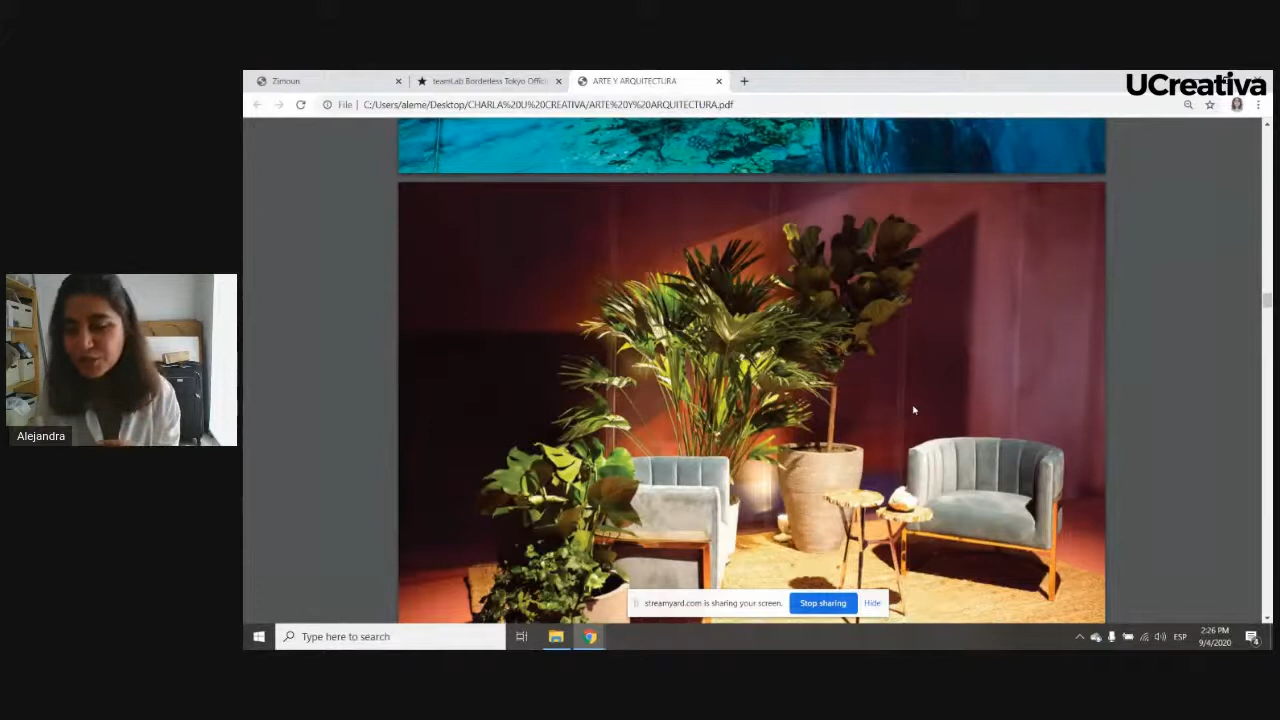 Zimoun
teamLab Borderless Tokyo Offic
ARTE Y ARQUITECTURA
UCreativa
File
C:/Users/aleme/Desktop/CHARLA%20U%20CREATIVA/ARTE%20Y%20ARQUITECTURA.pdf
Alejandra
streamyard.com is sharing your screen.
Stop sharing
Hide
Type here to search
ESP
2:26 PM
9/4/2020
4